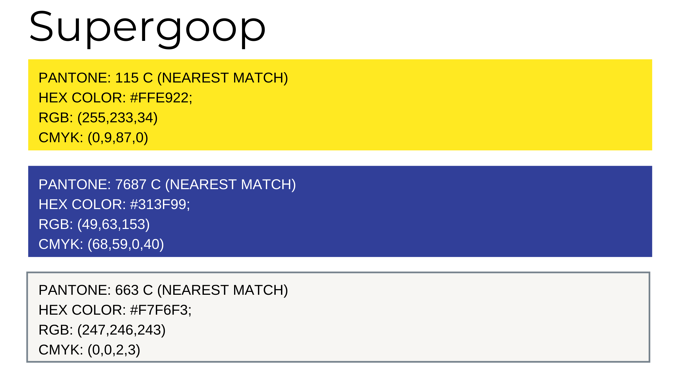 Supergoop
PANTONE: 115 C (NEAREST MATCH)
HEX COLOR: #FFE922;
RGB: (255,233,34)
CMYK: (0,9,87,0)
PANTONE: 7687 C (NEAREST MATCH)
HEX COLOR: #313F99;
RGB: (49,63,153)
CMYK: (68,59,0,40)
PANTONE: 663 C (NEAREST MATCH)
HEX COLOR: #F7F6F3;
RGB: (247,246,243)
CMYK: (0,0,2,3)